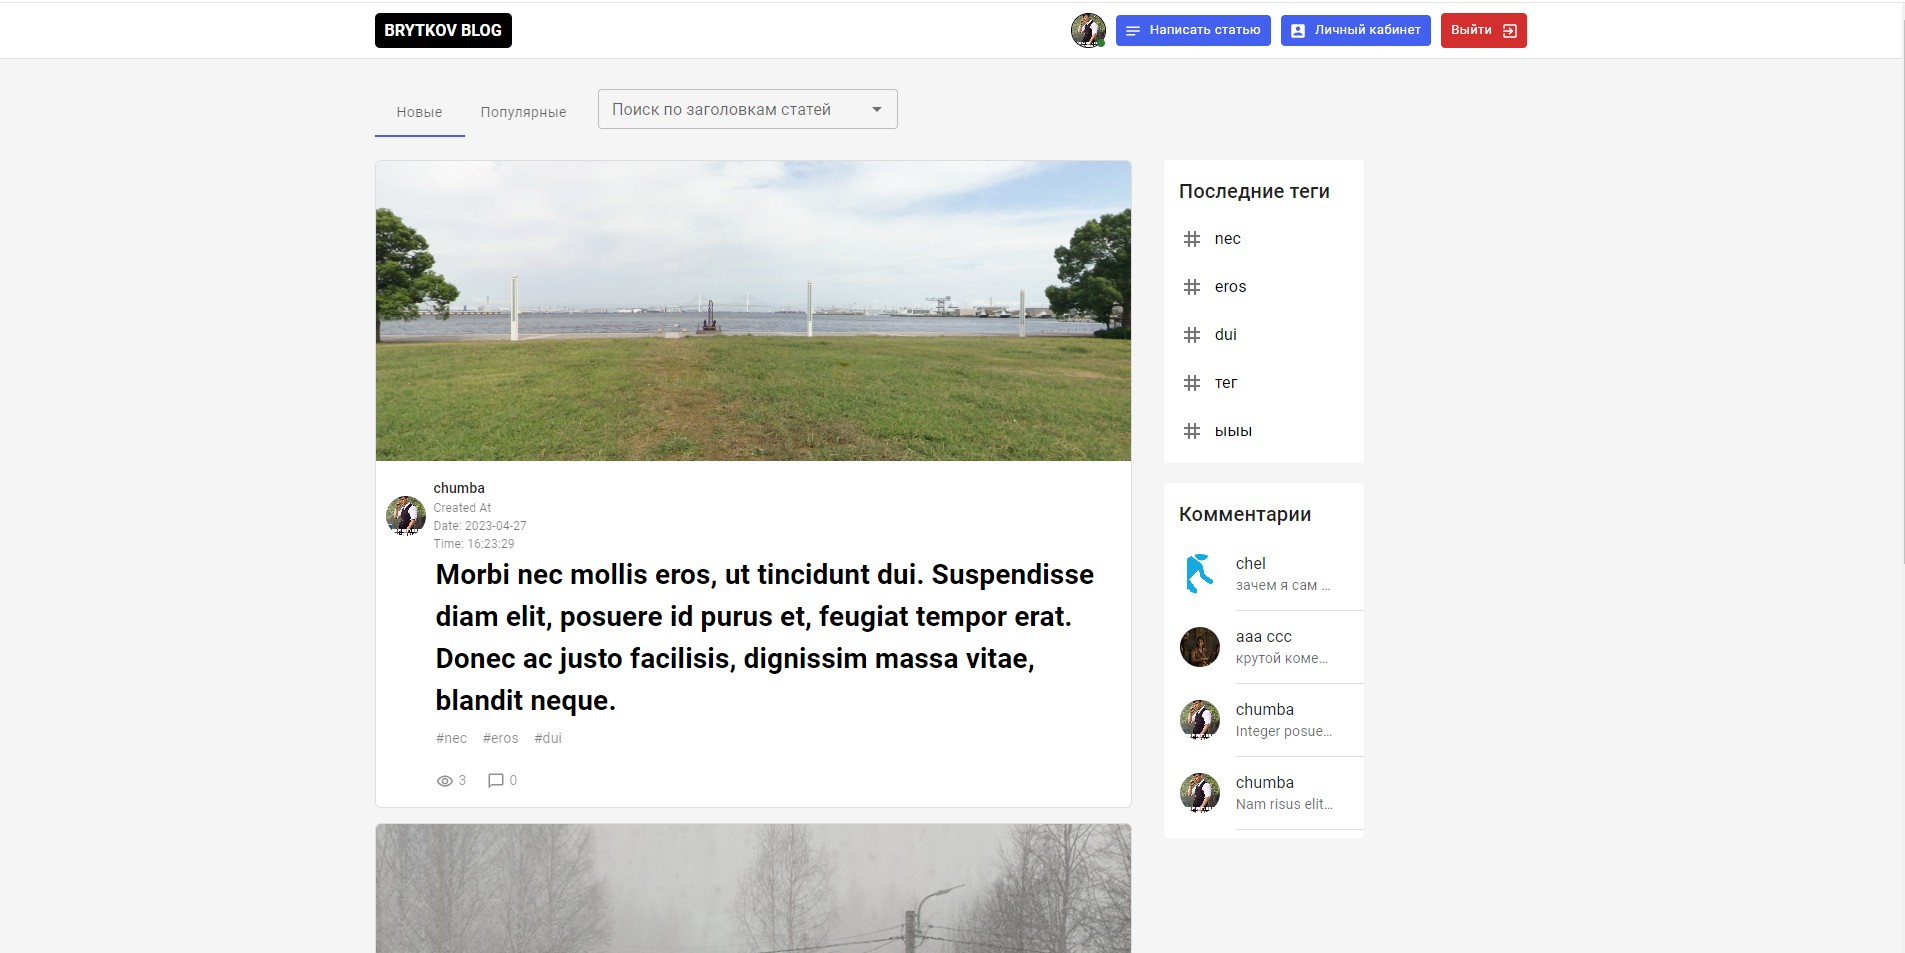 BRYTKOV BLOG
Написать статью
Личный кабинет
Выйти
Новые
Популярные
Поиск по заголовкам статей
chumba
Created At
Date: 2023-04-27
Time: 16:23:29
Morbi nec mollis eros, ut tincidunt dui. Suspendisse
diam elit, posuere id purus et, feugiat tempor erat.
Donec ac justo facilisis, dignissim massa vitae,
blandit neque.
#nec #eros #dui
3 0
Последние теги
nec
eros
dui
тег
ыыы
Комментарии
chel
зачем я сам ...
aaa ccc
крутой коме...
chumba
Integer posue...
chumba
Nam risus elit...